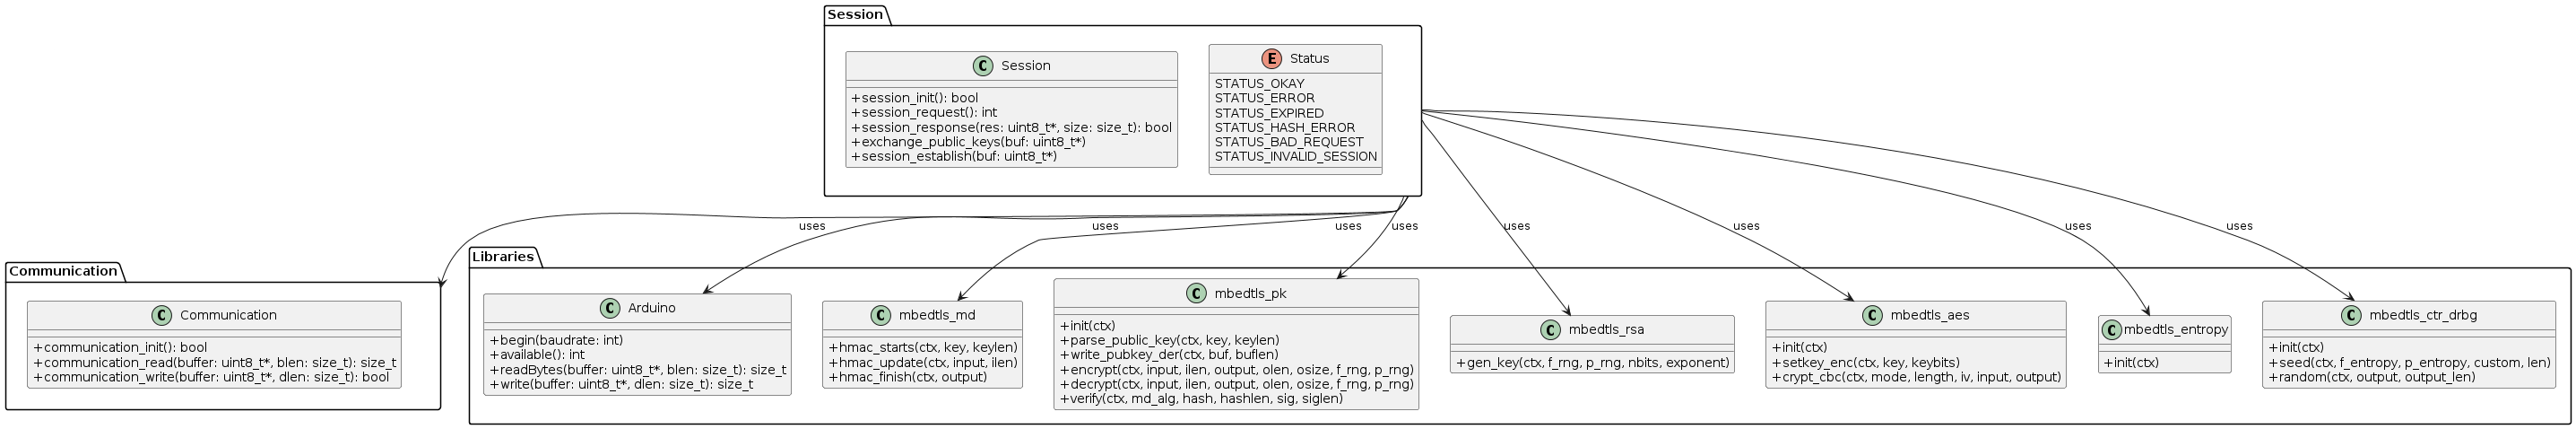 Session
C Session
+session_init(): bool
+session_request(): int
+session_response(res: uint8_t*, size: size_t): bool
+exchange_public_keys(buf: uint8_t*)
+session_establish(buf: uint8_t*)
E Status
STATUS_OKAY
STATUS_ERROR
STATUS_EXPIRED
STATUS_HASH_ERROR
STATUS_BAD_REQUEST
STATUS_INVALID_SESSION
uses
uses
uses
uses
uses
uses
uses
uses
Communication
C Communication
+communication_init(): bool
+communication_read(buffer: uint8_t*, blen: size_t): size_t
+communication_write(buffer: uint8_t*, dlen: size_t): bool
Libraries
C Arduino
+begin(baudrate: int)
+available(): int
+readBytes(buffer: uint8_t*, blen: size_t): size_t
+write(buffer: uint8_t*, dlen: size_t): size_t
C mbedtls_md
+hmac_starts(ctx, key, keylen)
+hmac_update(ctx, input, ilen)
+hmac_finish(ctx, output)
C mbedtls_pk
+init(ctx)
+parse_public_key(ctx, key, keylen)
+write_pubkey_der(ctx, buf, buflen)
+encrypt(ctx, input, ilen, output, olen, osize, f_rng, p_rng)
+decrypt(ctx, input, ilen, output, olen, osize, f_rng, p_rng)
+verify(ctx, md_alg, hash, hashlen, sig, siglen)
C mbedtls_rsa
+gen_key(ctx, f_rng, p_rng, nbits, exponent)
C mbedtls_aes
+init(ctx)
+setkey_enc(ctx, key, keybits)
+crypt_cbc(ctx, mode, length, iv, input, output)
C mbedtls_entropy
+init(ctx)
C mbedtls_ctr_drbg
+init(ctx)
+seed(ctx, f_entropy, p_entropy, custom, len)
+random(ctx, output, output_len)